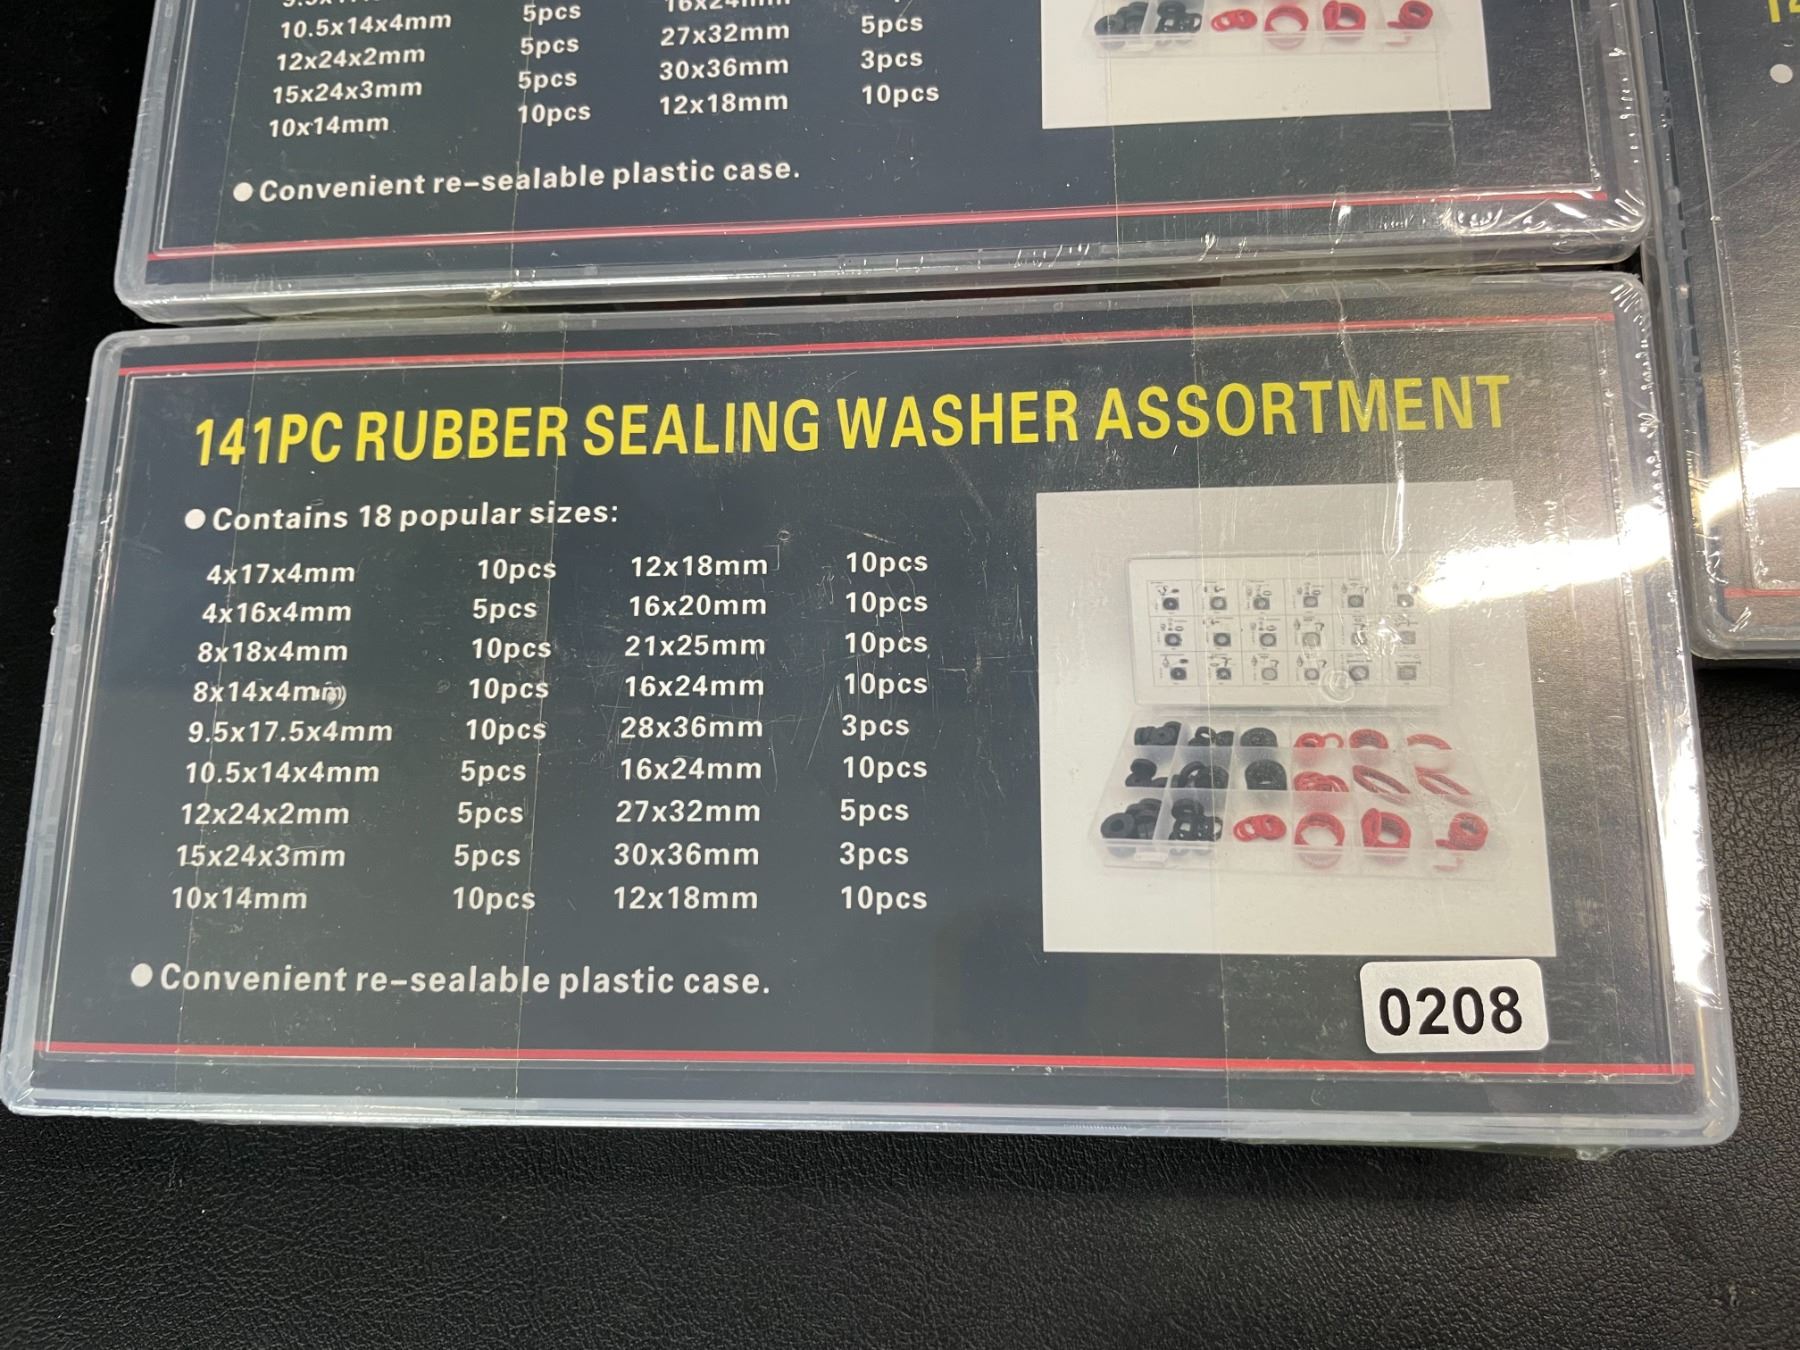 10.5x14x4mm 5pcs
12x24x2mm 5pcs 27x32mm 5pcs
15x24x3mm 5pcs 30x36mm 3pcs
10x14mm 10pcs 12x18mm 10pcs
● Convenient re-sealable plastic case.
141PC RUBBER SEALING WASHER ASSORTMENT
● Contains 18 popular sizes:
4x17x4mm 10pcs 12x18mm 10pcs
4x16x4mm 5pcs 16x20mm 10pcs
8x18x4mm 10pcs 21x25mm 10pcs
8x14x4mm 10pcs 16x24mm 10pcs
9.5x17.5x4mm 10pcs 28x36mm 3pcs
10.5x14x4mm 5pcs 16x24mm 10pcs
12x24x2mm 5pcs 27x32mm 5pcs
15x24x3mm 5pcs 30x36mm 3pcs
10x14mm 10pcs 12x18mm 10pcs
● Convenient re-sealable plastic case.
0208